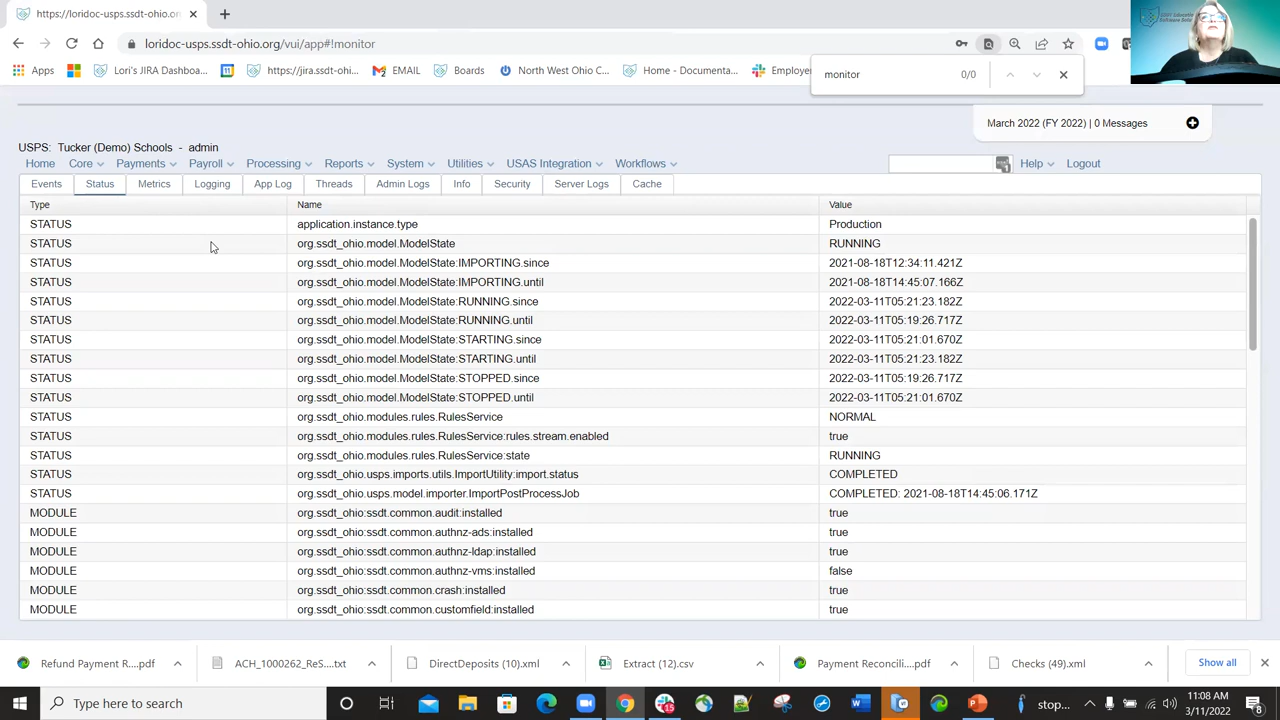 https://loridoc-usps.ssdt-ohio.o
loridoc-usps.ssdt-ohio.org/vui/app#!monitor
Apps
Lori's JIRA Dashboa...
https://jira.ssdt-ohi...
EMAIL
Boards
North West Ohio C...
Home - Documenta...
Employe
monitor 0/0
March 2022 (FY 2022) | 0 Messages
USPS: Tucker (Demo) Schools - admin
Home Core Payments Payroll Processing Reports System Utilities USAS Integration Workflows Help Logout
Events Status Metrics Logging App Log Threads Admin Logs Info Security Server Logs Cache
Type Name Value
STATUS application.instance.type Production
STATUS org.ssdt_ohio.model.ModelState RUNNING
STATUS org.ssdt_ohio.model.ModelState:IMPORTING.since 2021-08-18T12:34:11.421Z
STATUS org.ssdt_ohio.model.ModelState:IMPORTING.until 2021-08-18T14:45:07.166Z
STATUS org.ssdt_ohio.model.ModelState:RUNNING.since 2022-03-11T05:21:23.182Z
STATUS org.ssdt_ohio.model.ModelState:RUNNING.until 2022-03-11T05:19:26.717Z
STATUS org.ssdt_ohio.model.ModelState:STARTING.since 2022-03-11T05:21:01.670Z
STATUS org.ssdt_ohio.model.ModelState:STARTING.until 2022-03-11T05:21:23.182Z
STATUS org.ssdt_ohio.model.ModelState:STOPPED.since 2022-03-11T05:19:26.717Z
STATUS org.ssdt_ohio.model.ModelState:STOPPED.until 2022-03-11T05:21:01.670Z
STATUS org.ssdt_ohio.modules.rules.RulesService NORMAL
STATUS org.ssdt_ohio.modules.rules.RulesService:rules.stream.enabled true
STATUS org.ssdt_ohio.modules.rules.RulesService:state RUNNING
STATUS org.ssdt_ohio.usps.imports.utils.ImportUtility:import.status COMPLETED
STATUS org.ssdt_ohio.usps.model.importer.ImportPostProcessJob COMPLETED: 2021-08-18T14:45:06.171Z
MODULE org.ssdt_ohio:ssdt.common.audit:installed true
MODULE org.ssdt_ohio:ssdt.common.authnz-ads:installed true
MODULE org.ssdt_ohio:ssdt.common.authnz-ldap:installed true
MODULE org.ssdt_ohio:ssdt.common.authnz-vms:installed false
MODULE org.ssdt_ohio:ssdt.common.crash:installed true
MODULE org.ssdt_ohio:ssdt.common.customfield:installed true
Refund Payment R....pdf
ACH_1000262_ReS....txt
DirectDeposits (10).xml
Extract (12).csv
Payment Reconcili....pdf
Checks (49).xml
Show all
Type here to search
stop...
11:08 AM
3/11/2022